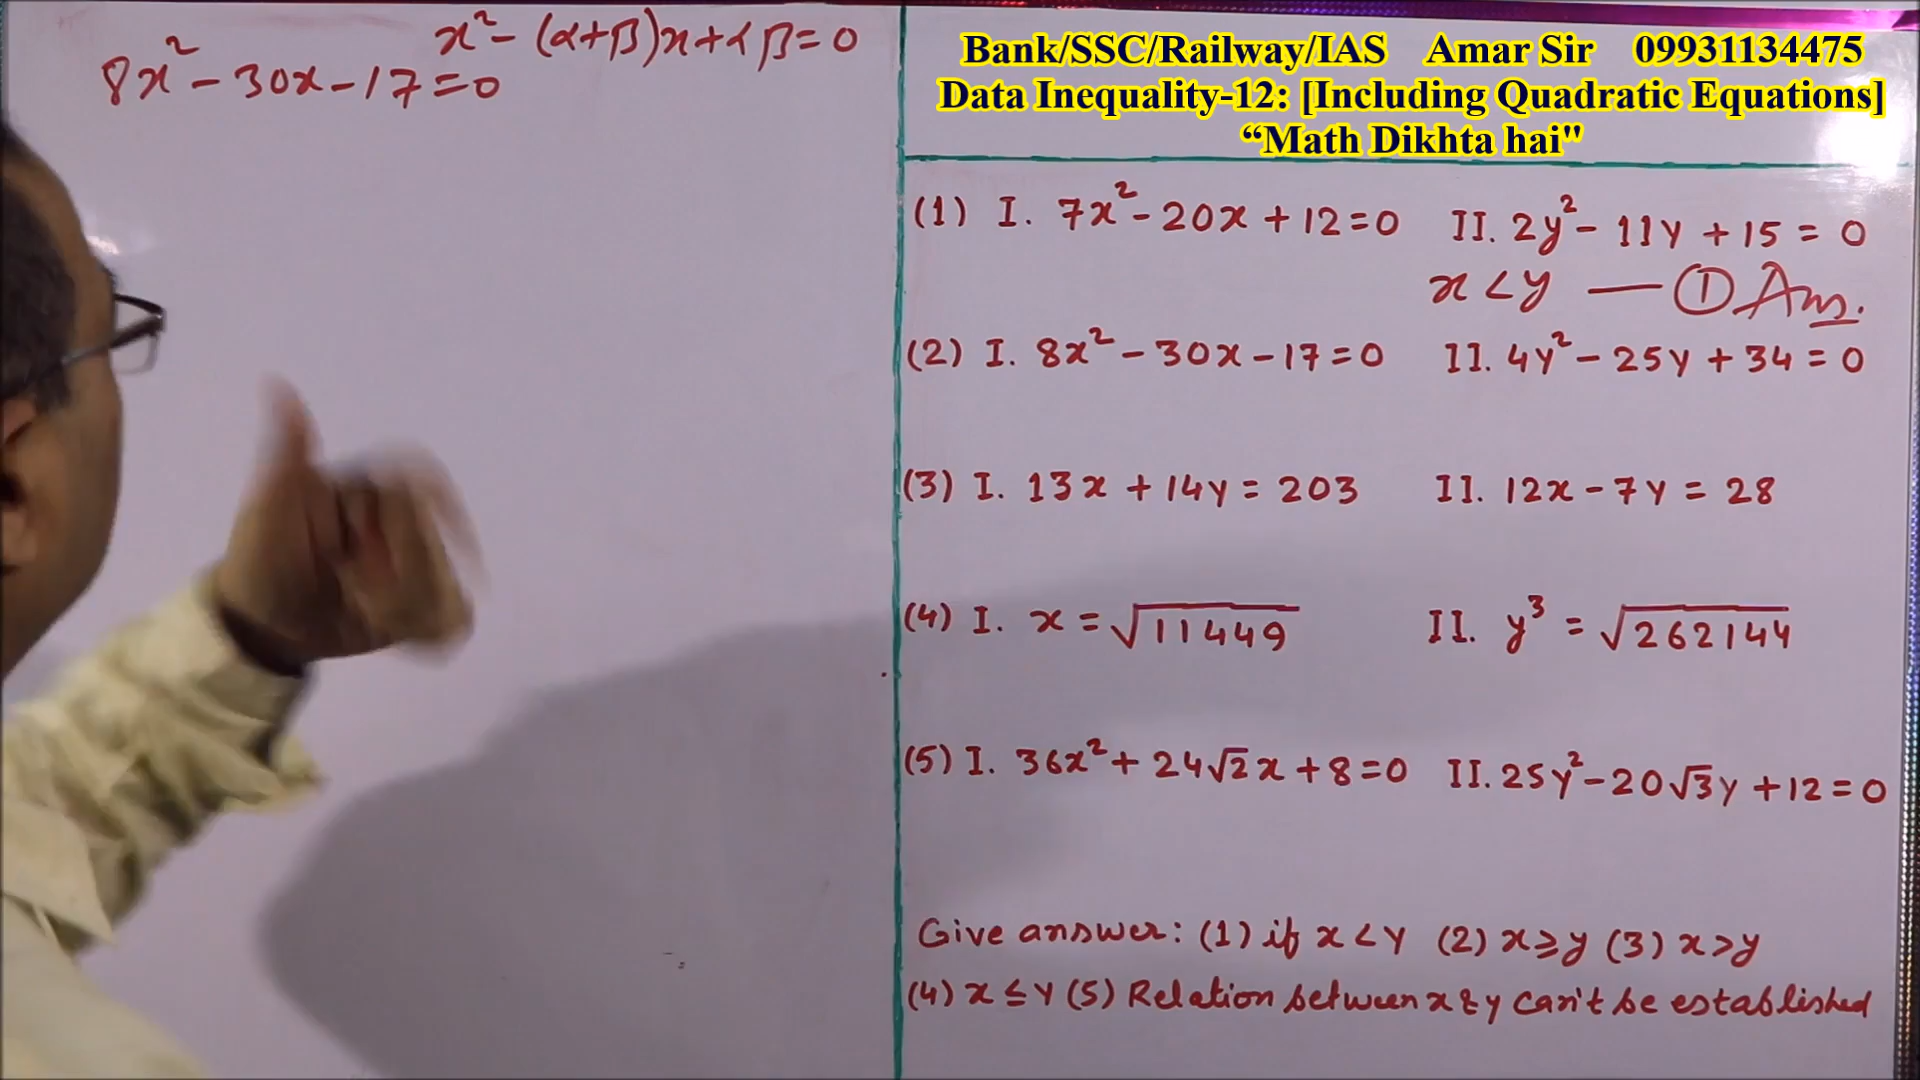 x² - (α+β)x+αβ=0
8x² - 30x - 17 = 0
Bank/SSC/Railway/IAS Amar Sir 09931134475
Data Inequality-12: [Including Quadratic Equations]
“Math Dikhta hai"
(1) I. 7x² - 20x + 12 = 0 II. 2y² - 11y + 15 = 0
x < y — ① Ans.
(2) I. 8x² - 30x - 17 = 0 II. 4y² - 25y + 34 = 0
(3) I. 13x + 14y = 203 II. 12x - 7y = 28
(4) I. x = √11449 II. y³ = √262144
(5) I. 36x² + 24√2x + 8 = 0 II. 25y² - 20√3y + 12 = 0
Give answer: (1) if x < y (2) x ≥ y (3) x > y
(4) x ≤ y (5) Relation between x & y can't be established